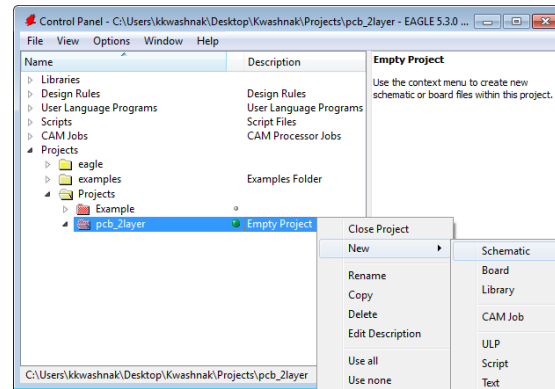 Control Panel - C:\Users\kkwashnak\Desktop\Kwashnak\Projects\pcb_2layer - EAGLE 5.3.0 ...
File View Options Window Help
Name Description
Libraries
Design Rules Design Rules
User Language Programs User Language Programs
Scripts Script Files
CAM Jobs CAM Processor Jobs
Projects
eagle
examples Examples Folder
Projects
Example
pcb_2layer Empty Project
Empty Project
Use the context menu to create new
schematic or board files within this project.
Close Project
New
Rename
Copy
Delete
Edit Description
Use all
Use none
Schematic
Board
Library
CAM Job
ULP
Script
Text
C:\Users\kkwashnak\Desktop\Kwashnak\Projects\pcb_2layer